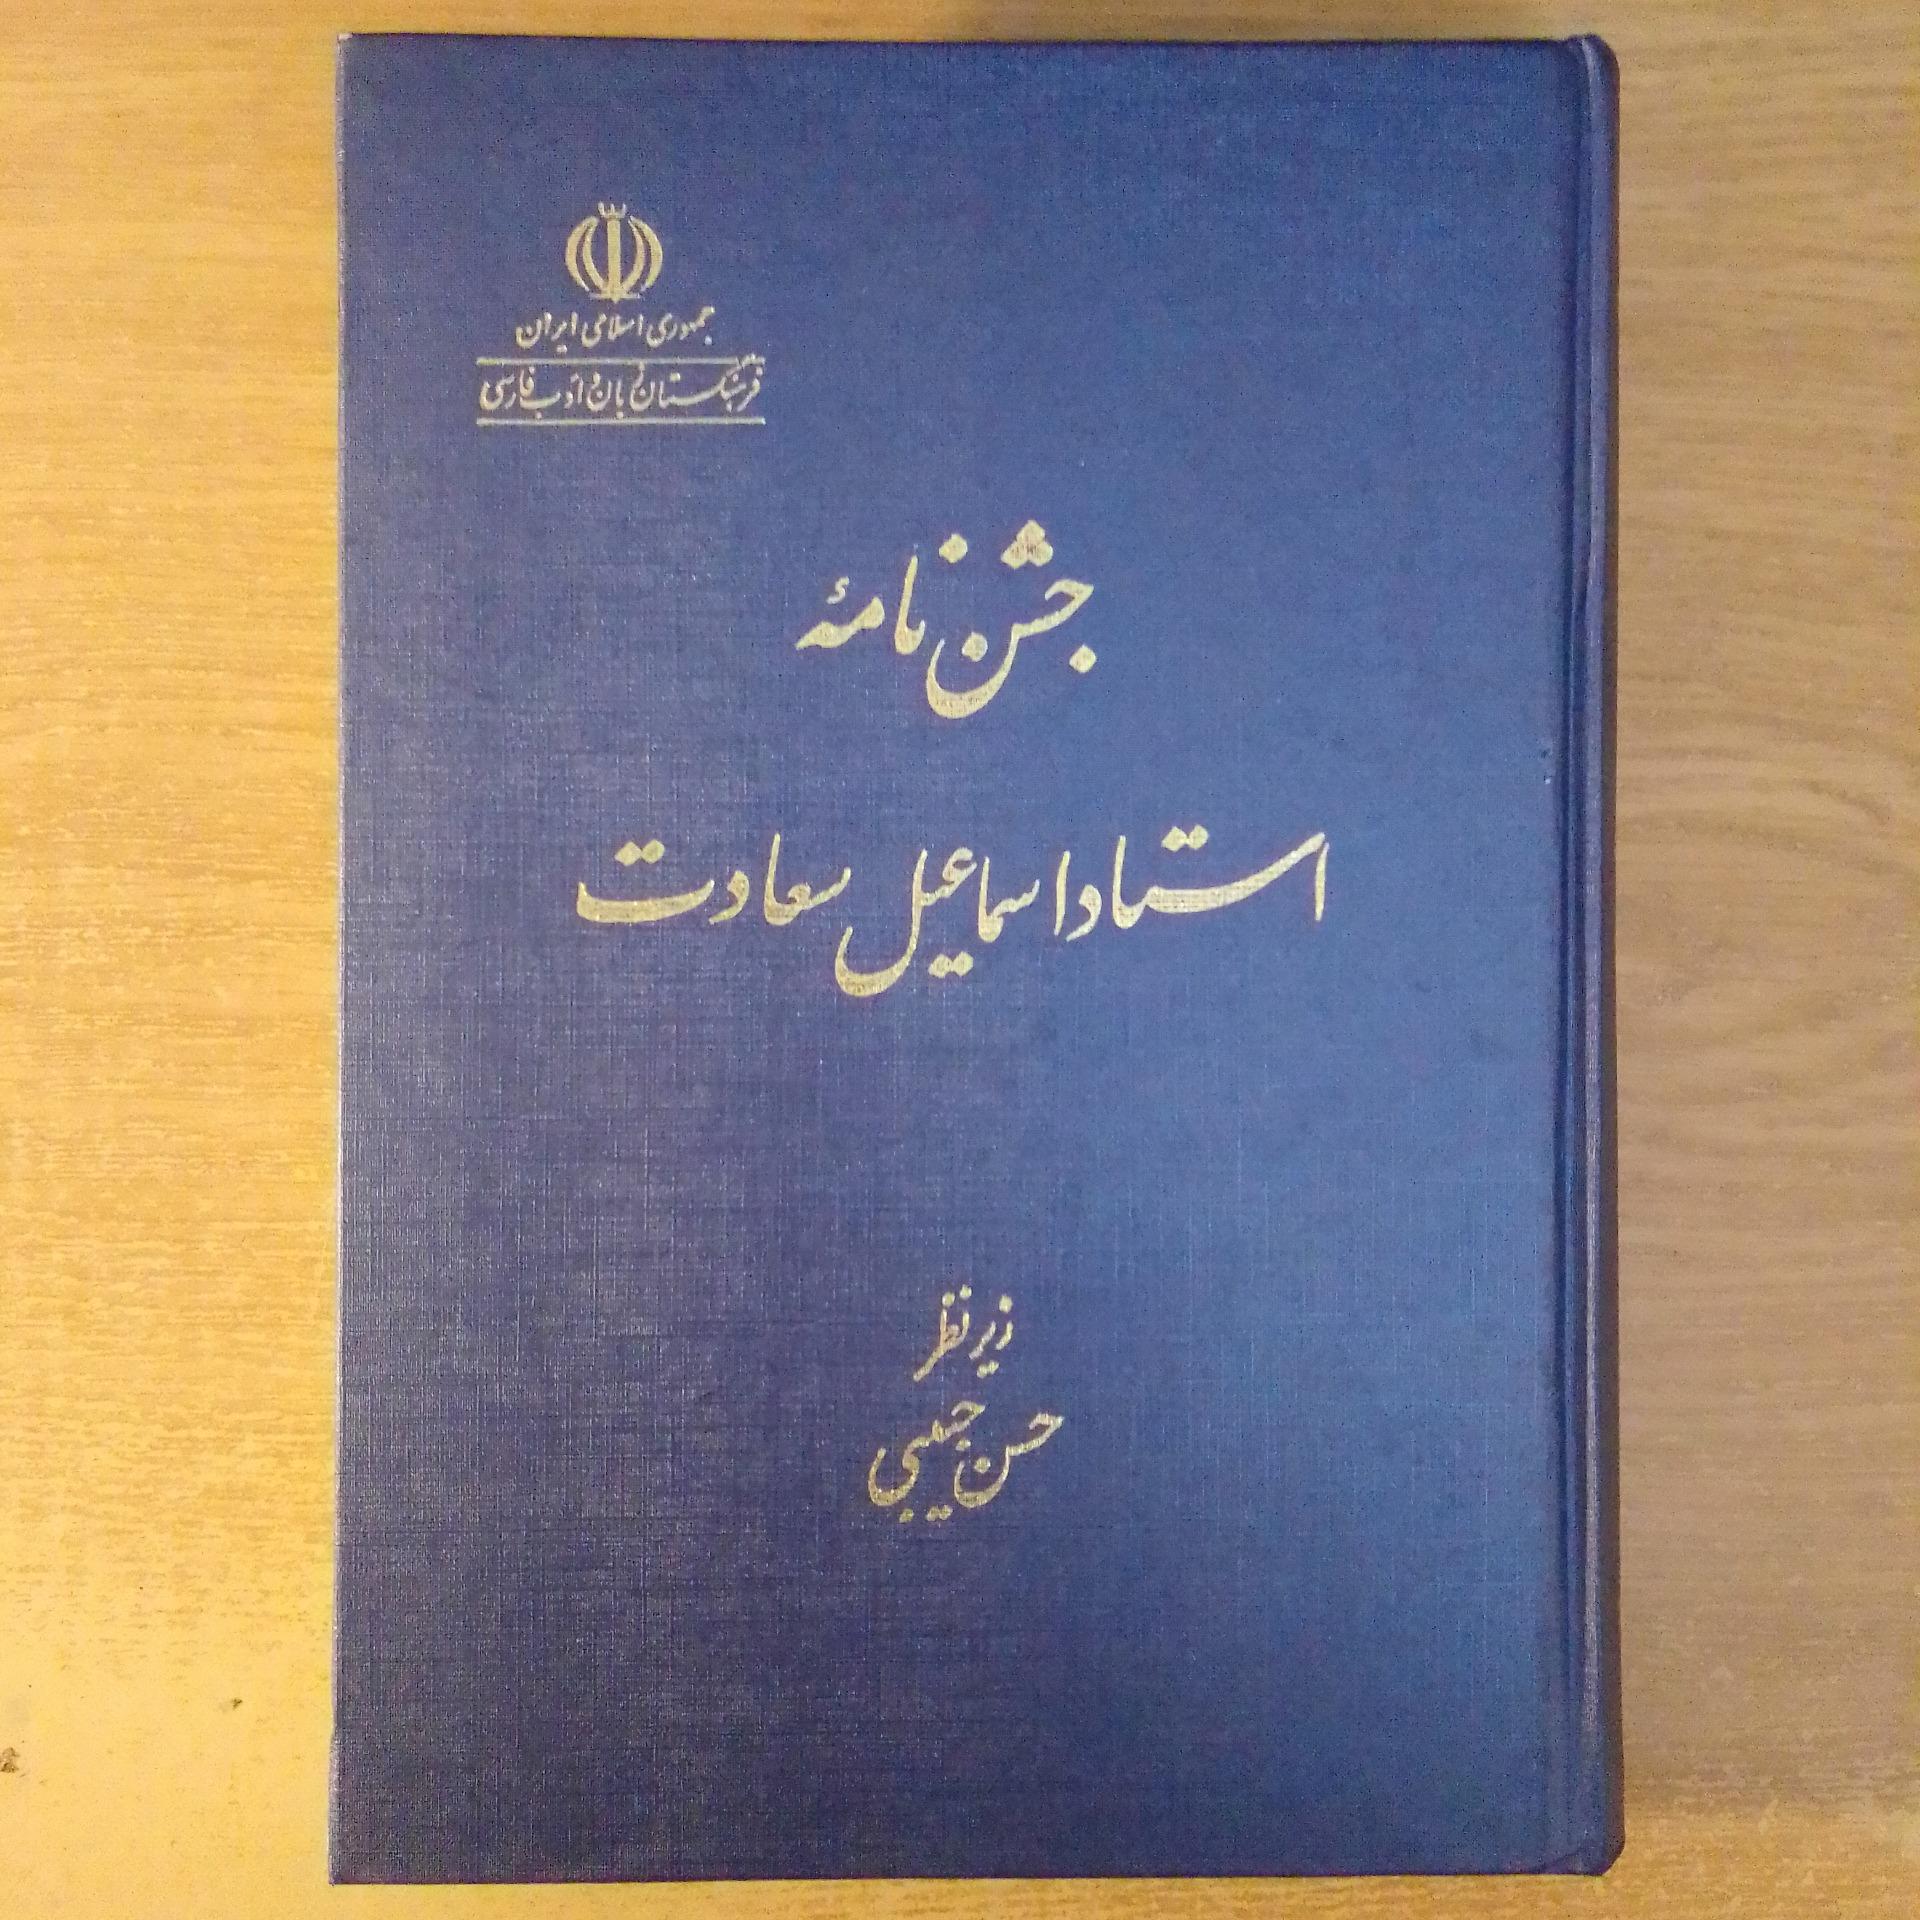 جمهوری اسلامی ایران
فرهنگستان زبان و ادب فارسی
جشن نامهٔ
استاد اسماعیل سعادت
زیر نظر
حسن حبیبی